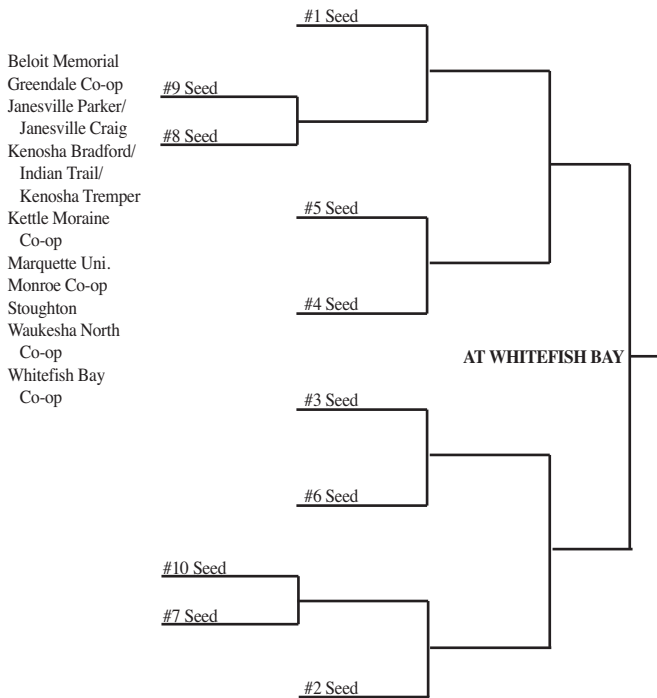 Beloit Memorial
Greendale Co-op
Janesville Parker/
Janesville Craig
Kenosha Bradford/
Indian Trail/
Kenosha Tremper
Kettle Moraine
Co-op
Marquette Uni.
Monroe Co-op
Stoughton
Waukesha North
Co-op
Whitefish Bay
Co-op
#1 Seed
#9 Seed
#8 Seed
#5 Seed
#4 Seed
AT WHITEFISH BAY
#3 Seed
#6 Seed
#10 Seed
#7 Seed
#2 Seed